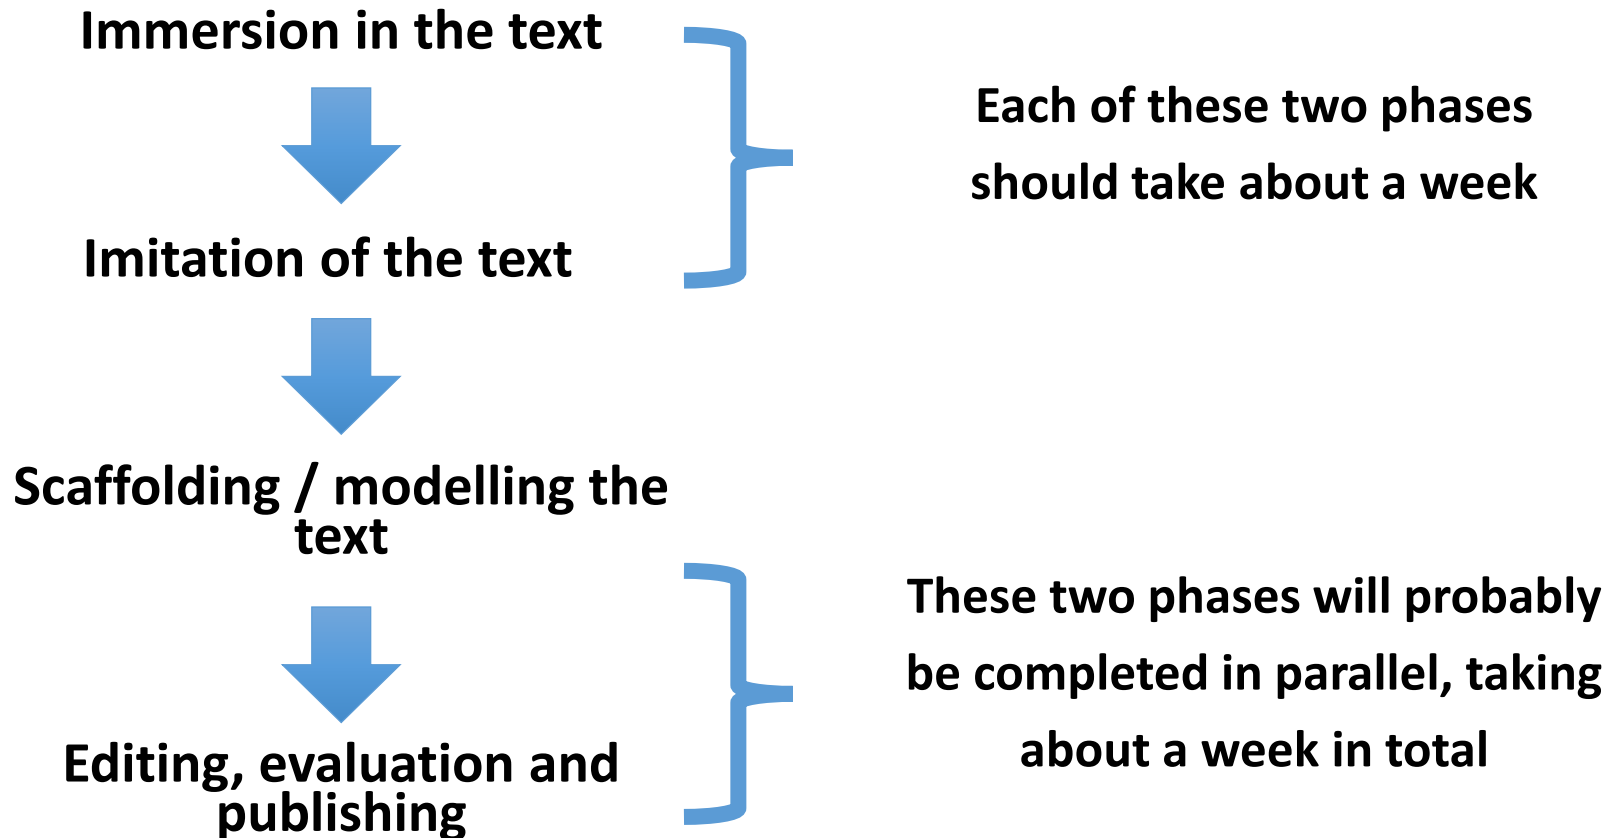 Immersion in the text
Each of these two phases
should take about a week
Imitation of the text
Scaffolding / modelling the
text
These two phases will probably
be completed in parallel, taking
about a week in total
Editing, evaluation and
publishing